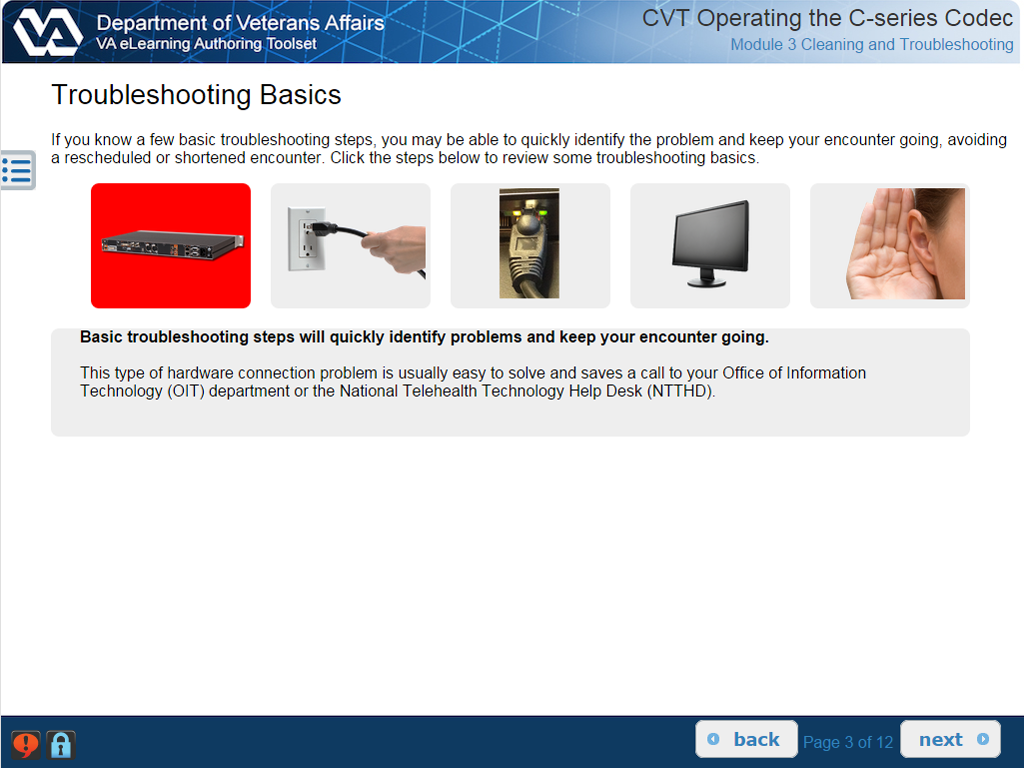 VA
Department of Veterans Affairs
VA eLearning Authoring Toolset
CVT Operating the C-series Codec
Module 3 Cleaning and Troubleshooting
Troubleshooting Basics
If you know a few basic troubleshooting steps, you may be able to quickly identify the problem and keep your encounter going, avoiding
a rescheduled or shortened encounter. Click the steps below to review some troubleshooting basics.
Basic troubleshooting steps will quickly identify problems and keep your encounter going.
This type of hardware connection problem is usually easy to solve and saves a call to your Office of Information
Technology (OIT) department or the National Telehealth Technology Help Desk (NTTHD).
back
Page 3 of 12
next